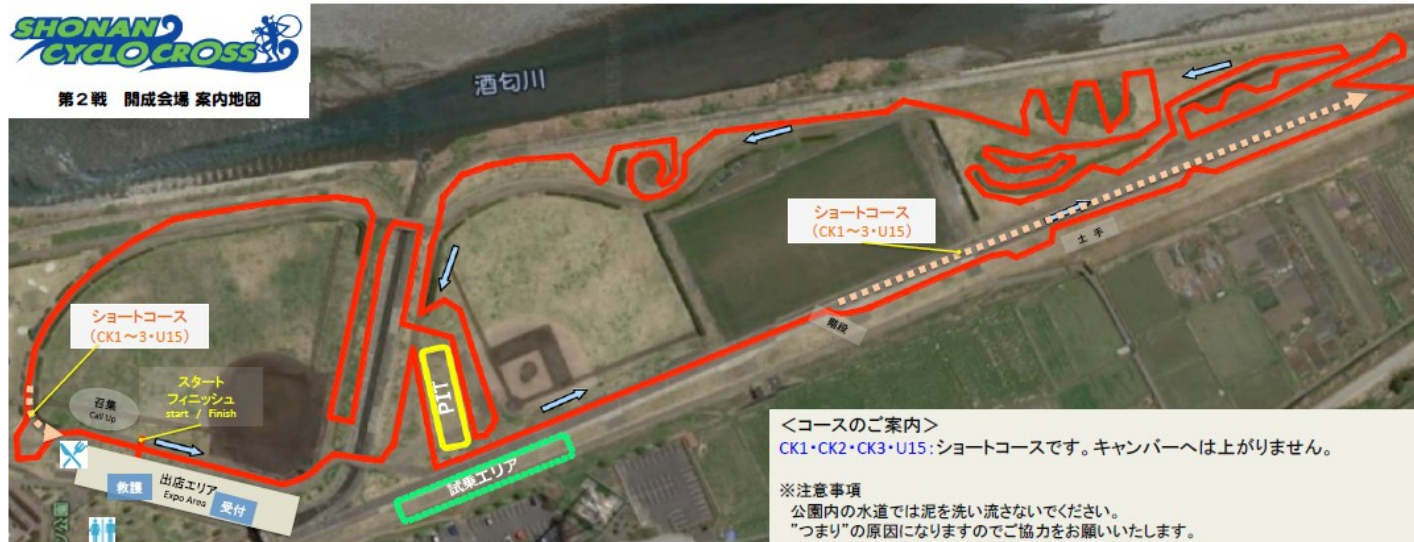 SHONAN
CYCLOCROSS
第2戦 開成会場 案内地図
酒匂川
ショートコース
(CK1～3・U15)
土手
階段
ショートコース
(CK1～3・U15)
召集
Call Up
スタート
フィニッシュ
start / Finish
PIT
試乗エリア
出店エリア
Expo Area
救護
受付
＜コースのご案内＞
CK1・CK2・CK3・U15：ショートコースです。キャンバーへは上がりません。
※注意事項
公園内の水道では泥を洗い流さないでください。
"つまり"の原因になりますのでご協力をお願いいたします。